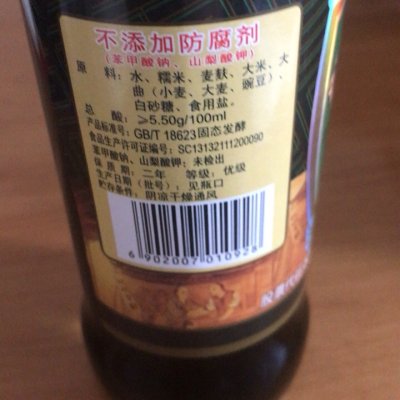 不添加防腐剂
(苯甲酸钠、山梨酸钾)
原 料: 水、糯米、麦麸、大米、大
曲(小麦、大麦、豌豆)、
白砂糖、食用盐。
总 酸: ≥5.50g/100ml
产品标准号: GB/T 18623固态发酵
食品生产许可证编号: SC13132111200090
苯甲酸钠、山梨酸钾: 未检出
保 质 期: 二年 等级: 优级
生产日期(批号): 见瓶口
贮存条件: 阴凉干燥通风
6 902007 010928